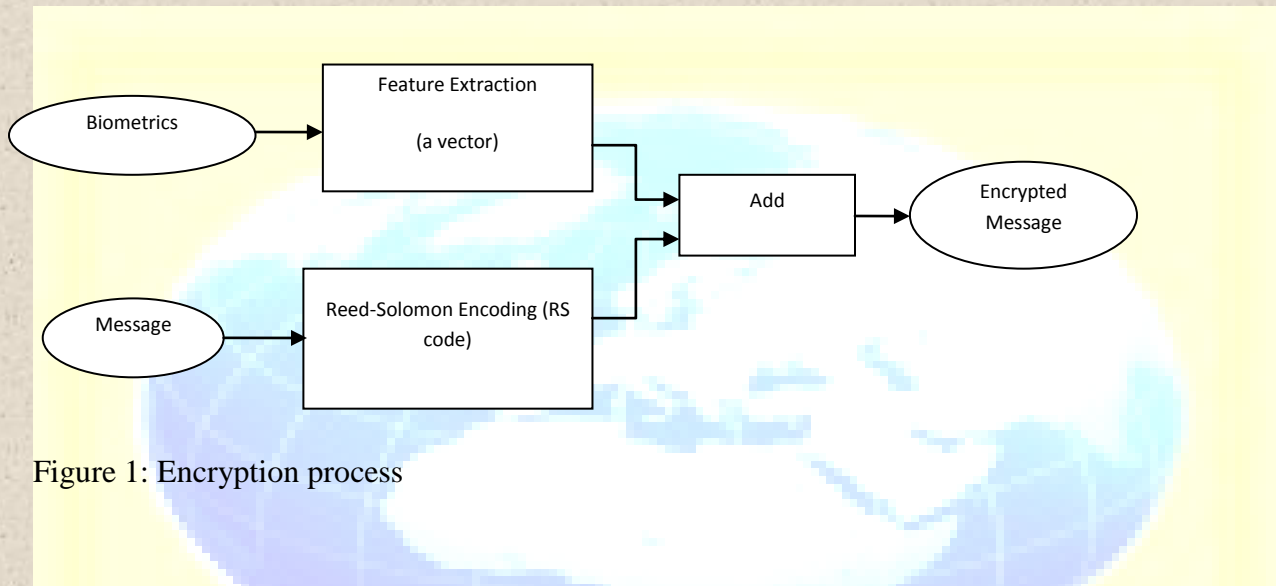 Biometrics
Feature Extraction
(a vector)
Add
Encrypted
Message
Message
Reed-Solomon Encoding (RS
code)
Figure 1: Encryption process